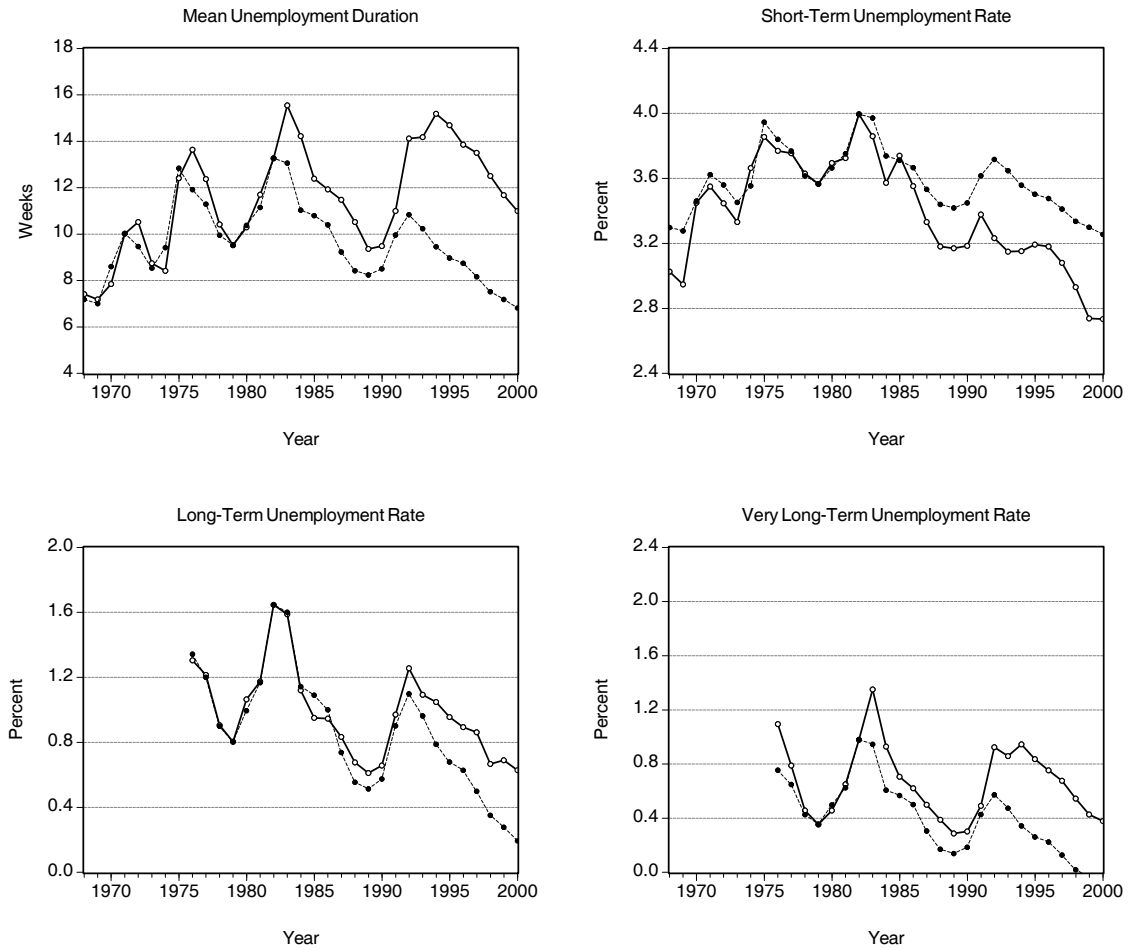 Mean Unemployment Duration
18
16
14
12
10
8
6
4
Weeks
1970 1975 1980 1985 1990 1995 2000
Year
Short-Term Unemployment Rate
4.4
4.0
3.6
3.2
2.8
2.4
Percent
1970 1975 1980 1985 1990 1995 2000
Year
Long-Term Unemployment Rate
2.0
1.6
1.2
0.8
0.4
0.0
Percent
1970 1975 1980 1985 1990 1995 2000
Year
Very Long-Term Unemployment Rate
2.4
2.0
1.6
1.2
0.8
0.4
0.0
Percent
1970 1975 1980 1985 1990 1995 2000
Year